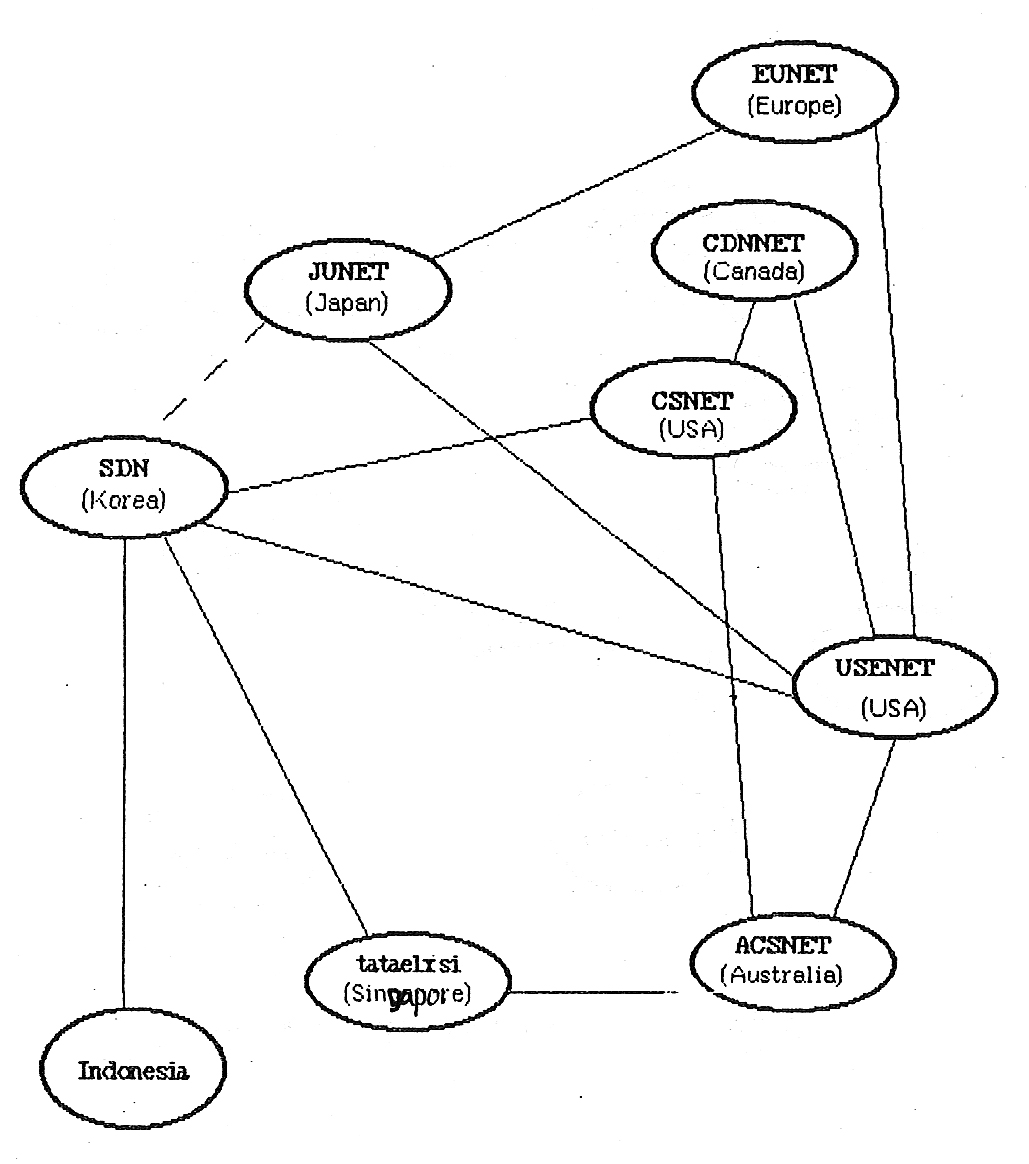 EUNET
(Europe)
CDNNET
(Canada)
JUNET
(Japan)
CSNET
(USA)
SDN
(Korea)
USENET
(USA)
ACSNET
(Australia)
tataelxsi
(Singapore)
Indonesia